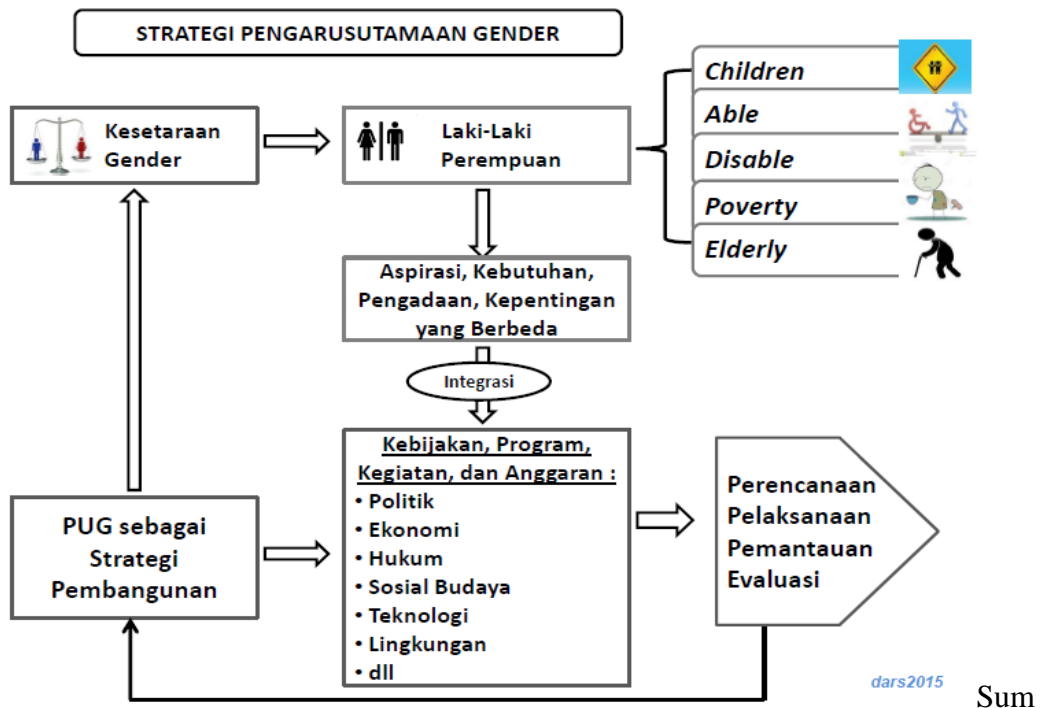 STRATEGI PENGARUSUTAMAAN GENDER
Kesetaraan
Gender
Laki-Laki
Perempuan
Children
Able
Disable
Poverty
Elderly
Aspirasi, Kebutuhan,
Pengadaan, Kepentingan
yang Berbeda
Integrasi
Kebijakan, Program,
Kegiatan, dan Anggaran :
• Politik
• Ekonomi
• Hukum
• Sosial Budaya
• Teknologi
• Lingkungan
• dll
PUG sebagai
Strategi
Pembangunan
Perencanaan
Pelaksanaan
Pemantauan
Evaluasi
dars2015
Sum